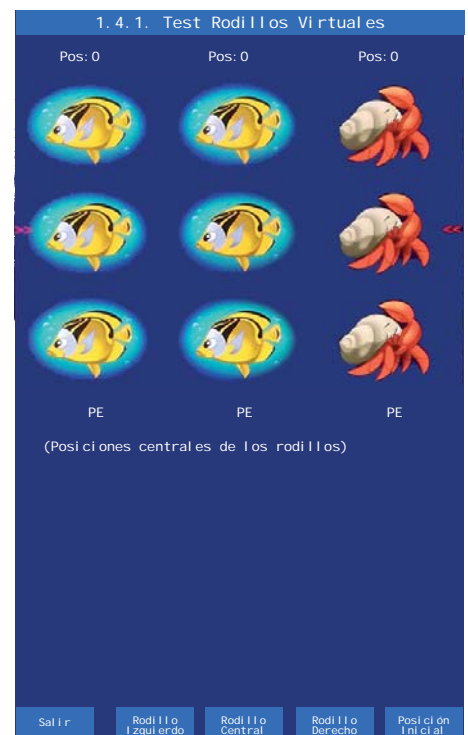 1.4.1. Test Rodillos Virtuales
Pos: 0 Pos: 0 Pos: 0
PE PE PE
(Posiciones centrales de los rodillos)
Salir Rodillo Izquierdo Rodillo Central Rodillo Derecho Posición Inicial